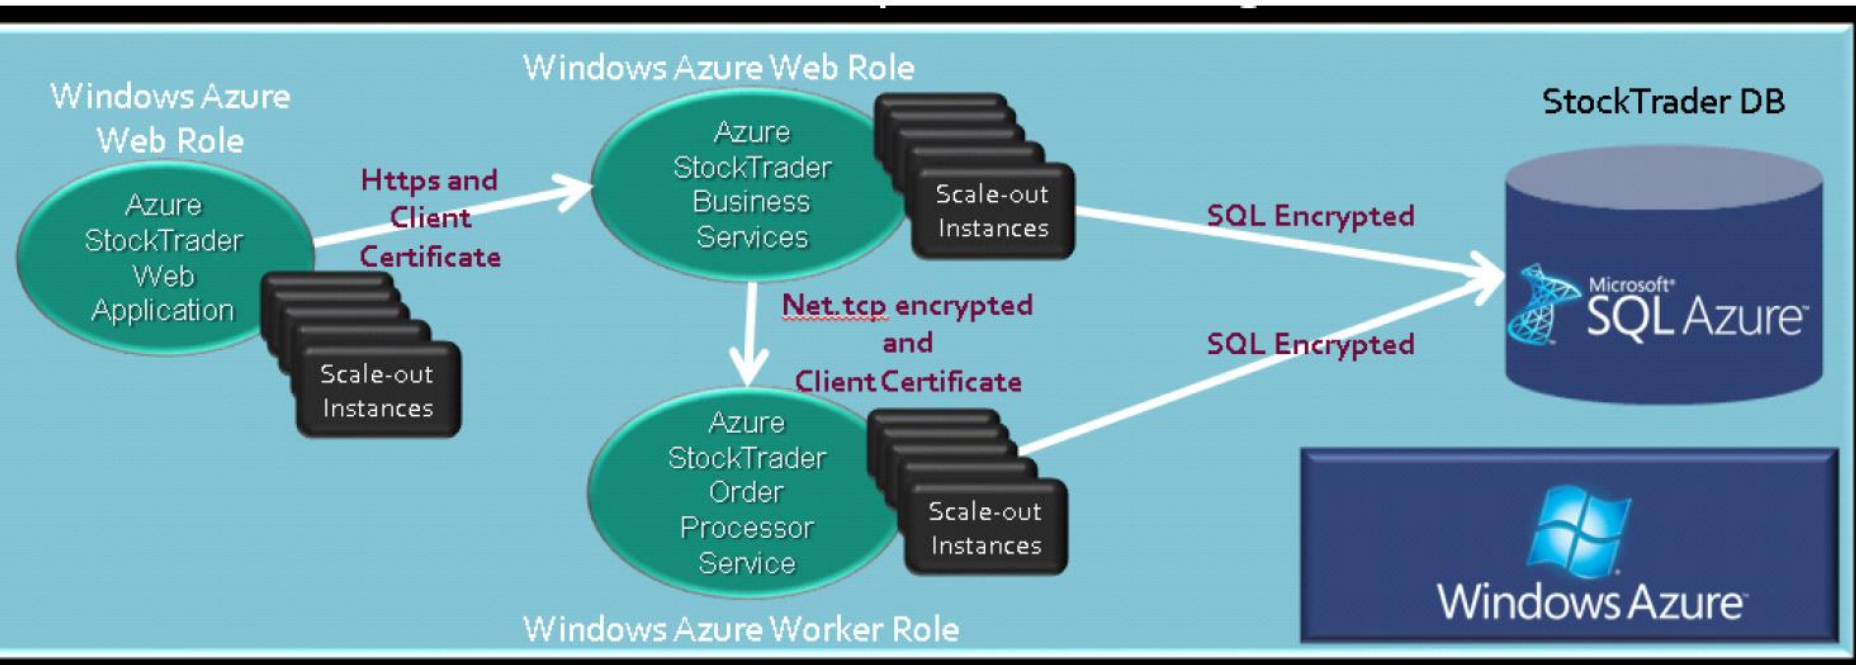 Windows Azure
Web Role
Azure
StockTrader
Web
Application
Scale-out
Instances
Https and
Client
Certificate
Windows Azure Web Role
Azure
StockTrader
Business
Services
Scale-out
Instances
Net.tcp encrypted
and
Client Certificate
Azure
StockTrader
Order
Processor
Service
Scale-out
Instances
Windows Azure Worker Role
SQL Encrypted
SQL Encrypted
StockTrader DB
Microsoft®
SQL Azure™
Windows Azure™